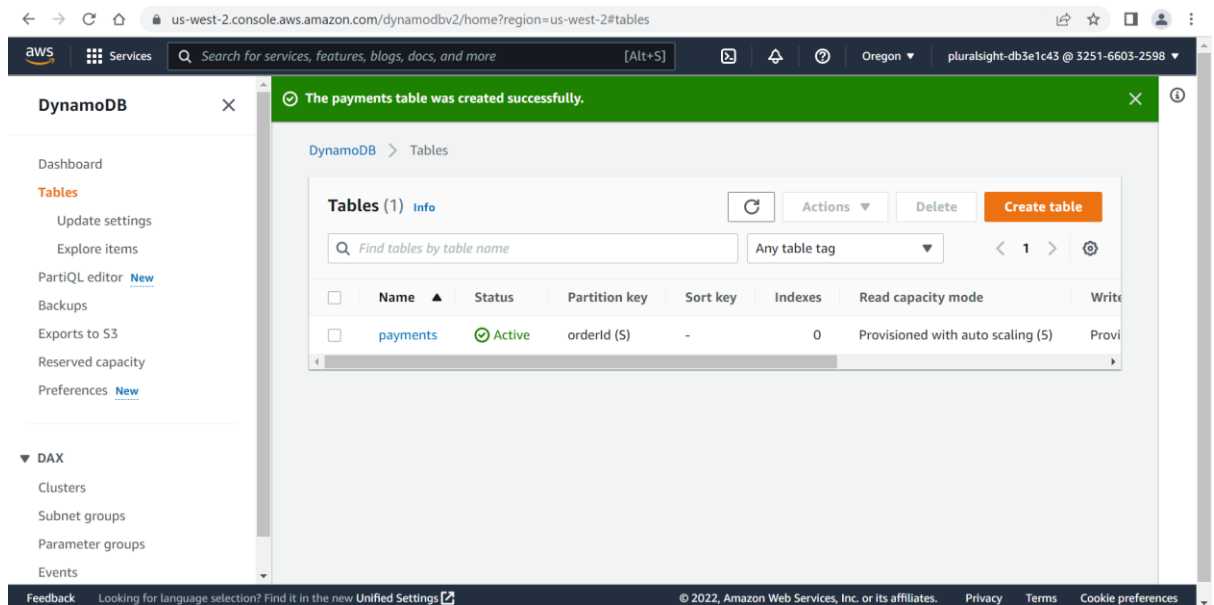 us-west-2.console.aws.amazon.com/dynamodbv2/home?region=us-west-2#tables
aws Services Search for services, features, blogs, docs, and more [Alt+S] Oregon ▼ pluralsight-db3e1c43 @ 3251-6603-2598 ▼
DynamoDB
The payments table was created successfully.
Dashboard
Tables
Update settings
Explore items
PartiQL editor New
Backups
Exports to S3
Reserved capacity
Preferences New
▼ DAX
Clusters
Subnet groups
Parameter groups
Events
DynamoDB > Tables
Tables (1) Info Actions ▼ Delete Create table
Find tables by table name Any table tag ▼ < 1 >
Name ▲ Status Partition key Sort key Indexes Read capacity mode Write
payments Active orderId (S) - 0 Provisioned with auto scaling (5) Provi
Feedback Looking for language selection? Find it in the new Unified Settings © 2022, Amazon Web Services, Inc. or its affiliates. Privacy Terms Cookie preferences